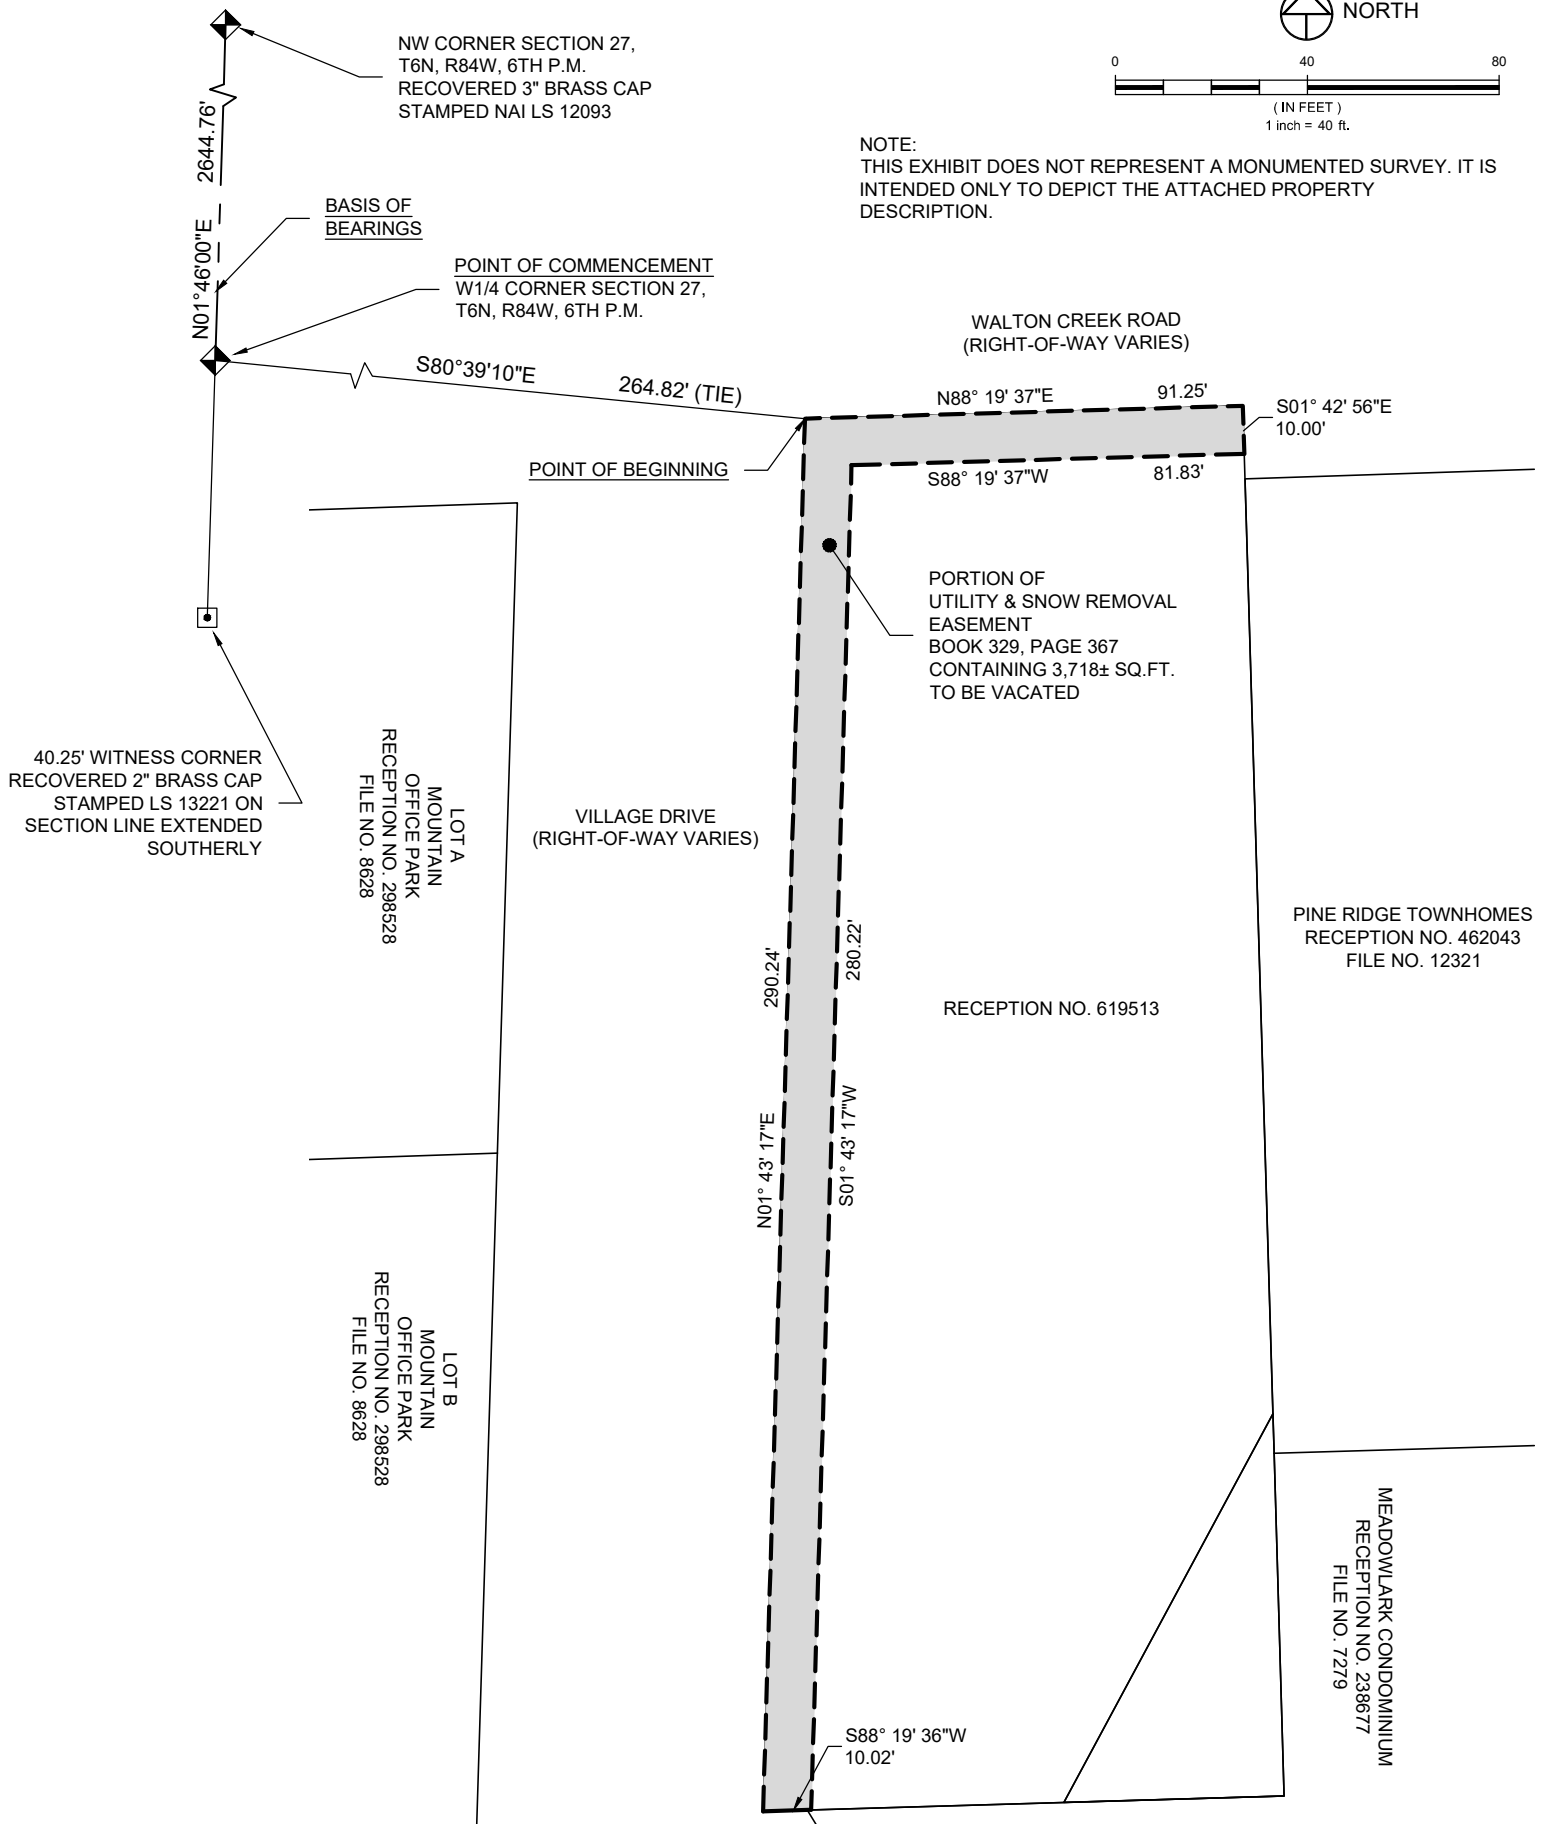 NORTH
0 40 80
( IN FEET )
1 inch = 40 ft.
NW CORNER SECTION 27,
T6N, R84W, 6TH P.M.
RECOVERED 3" BRASS CAP
STAMPED NAI LS 12093
NOTE:
THIS EXHIBIT DOES NOT REPRESENT A MONUMENTED SURVEY. IT IS
INTENDED ONLY TO DEPICT THE ATTACHED PROPERTY
DESCRIPTION.
N01°46'00"E 2644.76'
BASIS OF
BEARINGS
POINT OF COMMENCEMENT
W1/4 CORNER SECTION 27,
T6N, R84W, 6TH P.M.
WALTON CREEK ROAD
(RIGHT-OF-WAY VARIES)
S80°39'10"E 264.82' (TIE)
N88° 19' 37"E 91.25'
S01° 42' 56"E
10.00'
POINT OF BEGINNING
S88° 19' 37"W 81.83'
PORTION OF
UTILITY & SNOW REMOVAL
EASEMENT
BOOK 329, PAGE 367
CONTAINING 3,718± SQ.FT.
TO BE VACATED
40.25' WITNESS CORNER
RECOVERED 2" BRASS CAP
STAMPED LS 13221 ON
SECTION LINE EXTENDED
SOUTHERLY
LOT A
MOUNTAIN
OFFICE PARK
RECEPTION NO. 298528
FILE NO. 8628
VILLAGE DRIVE
(RIGHT-OF-WAY VARIES)
N01° 43' 17"E 290.24'
S01° 43' 17"W 280.22'
RECEPTION NO. 619513
PINE RIDGE TOWNHOMES
RECEPTION NO. 462043
FILE NO. 12321
LOT B
MOUNTAIN
OFFICE PARK
RECEPTION NO. 298528
FILE NO. 8628
MEADOWLARK CONDOMINIUM
RECEPTION NO. 238677
FILE NO. 7279
S88° 19' 36"W
10.02'